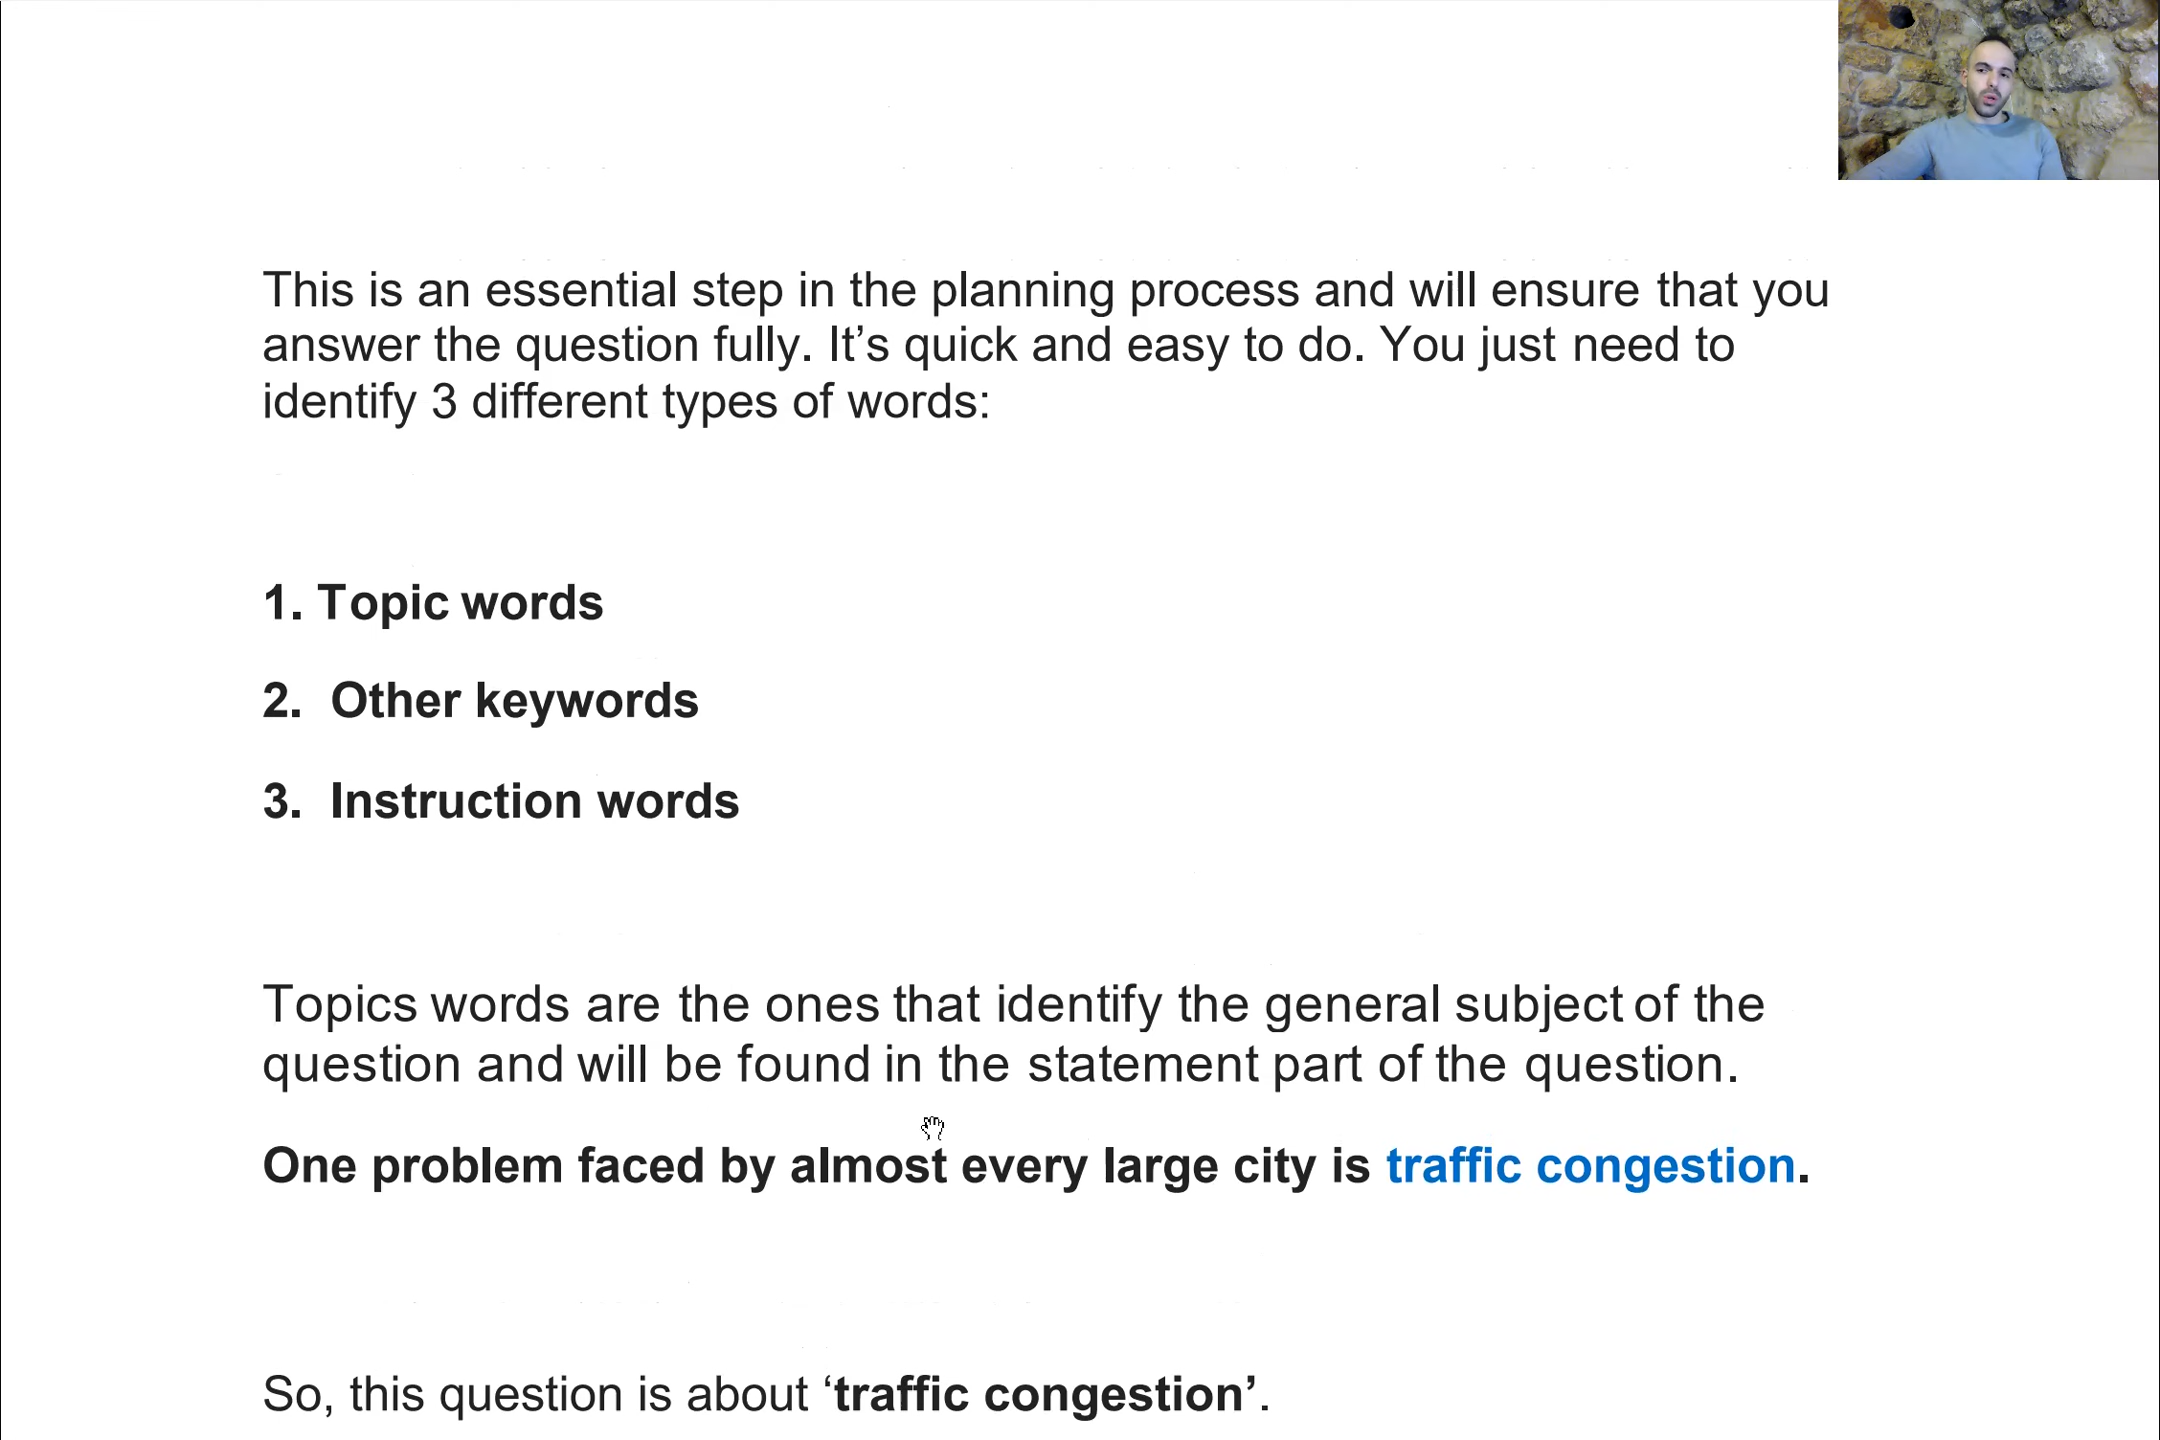 This is an essential step in the planning process and will ensure that you
answer the question fully. It’s quick and easy to do. You just need to
identify 3 different types of words:
1. Topic words
2. Other keywords
3. Instruction words
Topics words are the ones that identify the general subject of the
question and will be found in the statement part of the question.
One problem faced by almost every large city is traffic congestion.
So, this question is about ‘traffic congestion’.